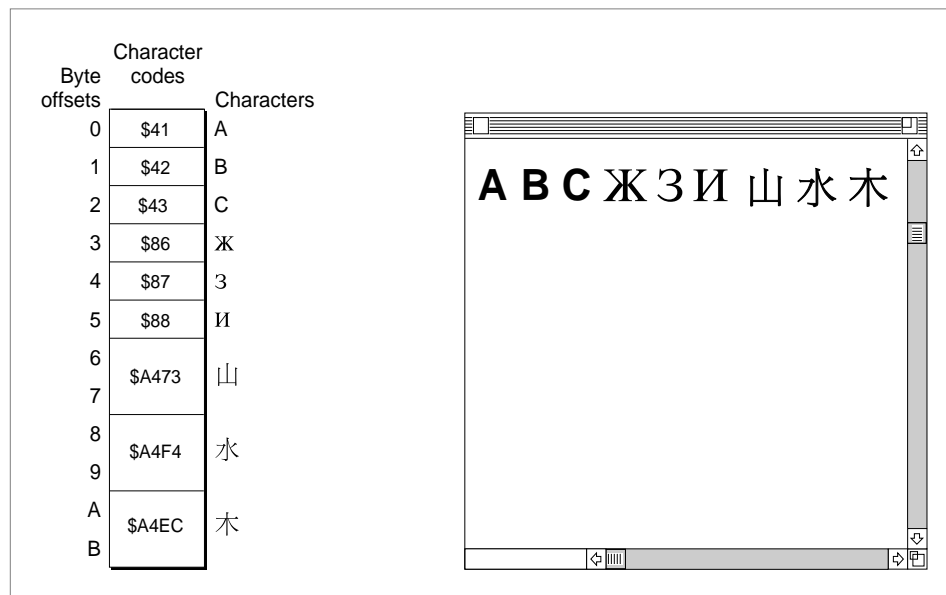 Character
Byte codes
offsets Characters
0 $41 A
1 $42 B
2 $43 C
3 $86 Ж
4 $87 З
5 $88 И
6
$A473 山
7
8
$A4F4 水
9
A
$A4EC 木
B
A B C Ж З И 山 水 木